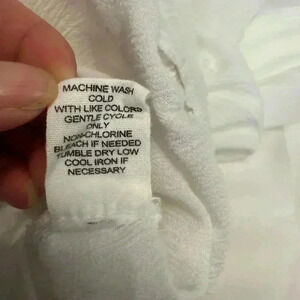 MACHINE WASH
COLD
WITH LIKE COLORS
GENTLE CYCLE
ONLY
NON-CHLORINE
BLEACH IF NEEDED
TUMBLE DRY LOW
COOL IRON IF
NECESSARY